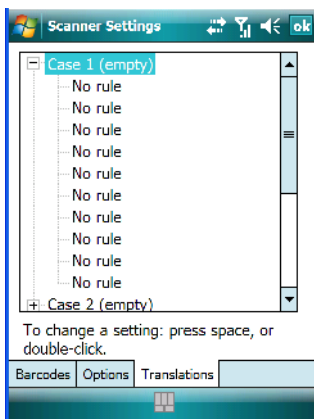 Scanner Settings ok
Case 1 (empty)
No rule
No rule
No rule
No rule
No rule
No rule
No rule
No rule
No rule
No rule
Case 2 (empty)
To change a setting: press space, or
double-click.
Barcodes Options Translations